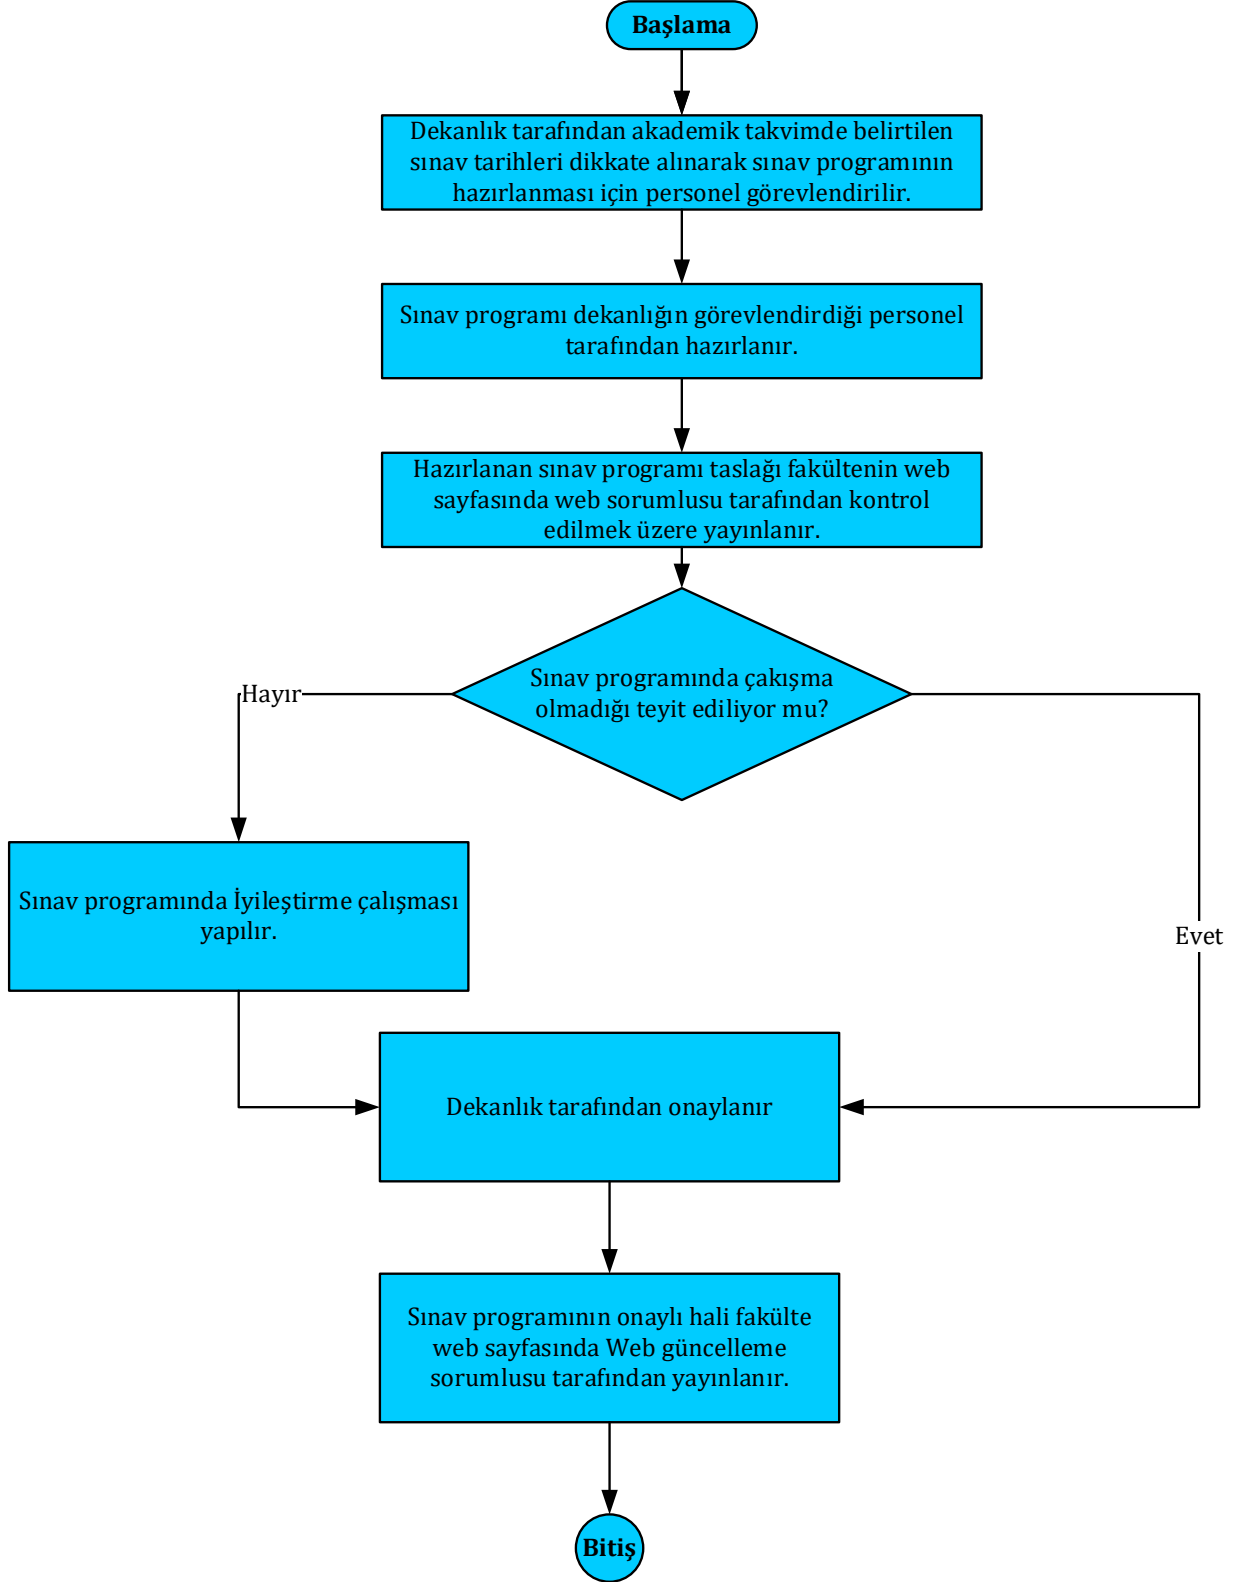 Başlama
Dekanlık tarafından akademik takvimde belirtilen
sınav tarihleri dikkate alınarak sınav programının
hazırlanması için personel görevlendirilir.
Sınav programı dekanlığın görevlendirdiği personel
tarafından hazırlanır.
Hazırlanan sınav programı taslağı fakültenin web
sayfasında web sorumlusu tarafından kontrol
edilmek üzere yayınlanır.
Sınav programında çakışma
olmadığı teyit ediliyor mu?
Hayır
Sınav programında İyileştirme çalışması
yapılır.
Evet
Dekanlık tarafından onaylanır
Sınav programının onaylı hali fakülte
web sayfasında Web güncelleme
sorumlusu tarafından yayınlanır.
Bitiş